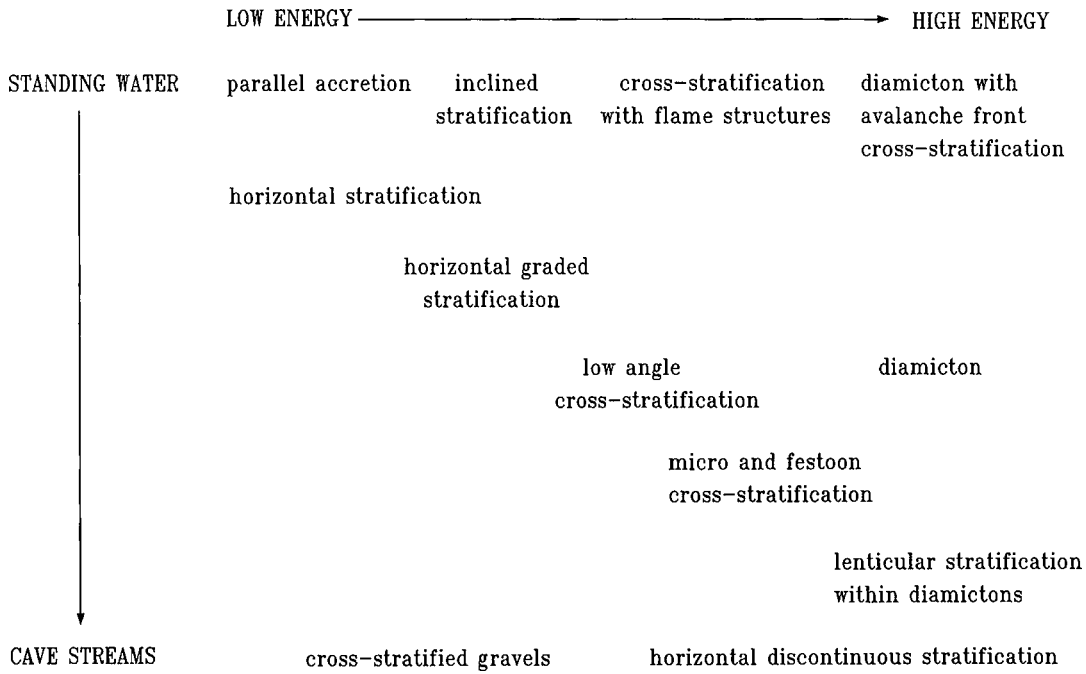 LOW ENERGY HIGH ENERGY
STANDING WATER parallel accretion inclined cross-stratification diamicton with
stratification with flame structures avalanche front
cross-stratification
horizontal stratification
horizontal graded
stratification
low angle diamicton
cross-stratification
micro and festoon
cross-stratification
lenticular stratification
within diamictons
CAVE STREAMS cross-stratified gravels horizontal discontinuous stratification